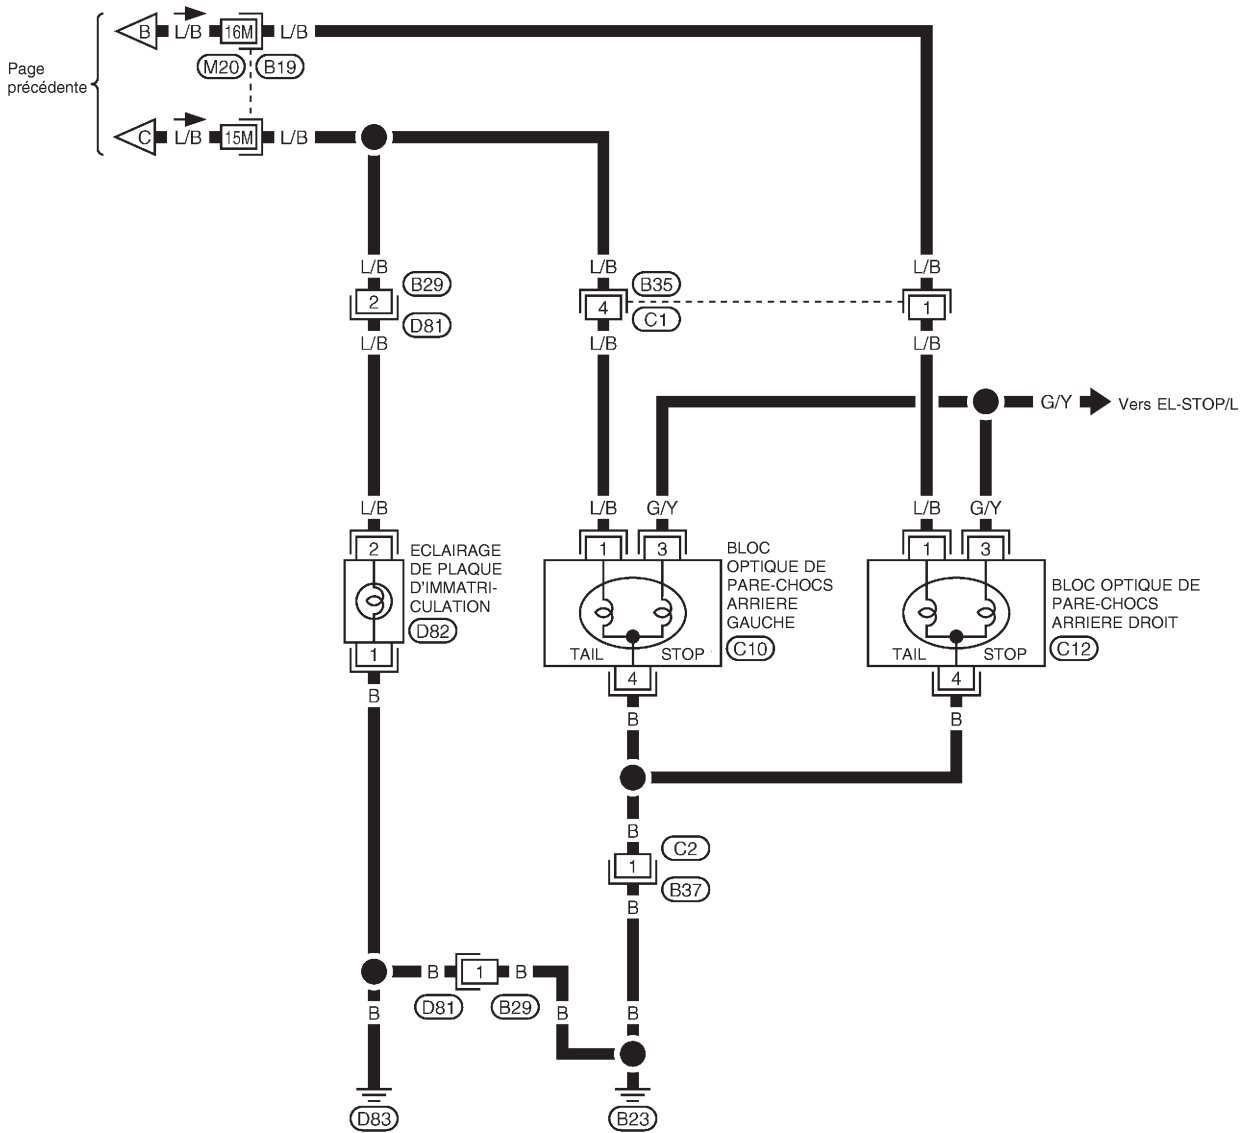 B L/B 16M L/B
M20 B19
Page
précédente
C L/B 15M L/B
L/B L/B L/B
B29 B35
2 4 1
D81 C1
L/B L/B L/B
G/Y Vers EL-STOP/L
L/B L/B G/Y L/B G/Y
2 1 3 1 3
ECLAIRAGE
DE PLAQUE
D'IMMATRI-
CULATION
D82
BLOC
OPTIQUE DE
PARE-CHOCS
ARRIERE
GAUCHE
C10
BLOC OPTIQUE DE
PARE-CHOCS
ARRIERE DROIT
C12
TAIL STOP TAIL STOP
1 4 4
B B B
B
C2
1
B37
B
B 1 B
D81 B29
B B B
D83 B23